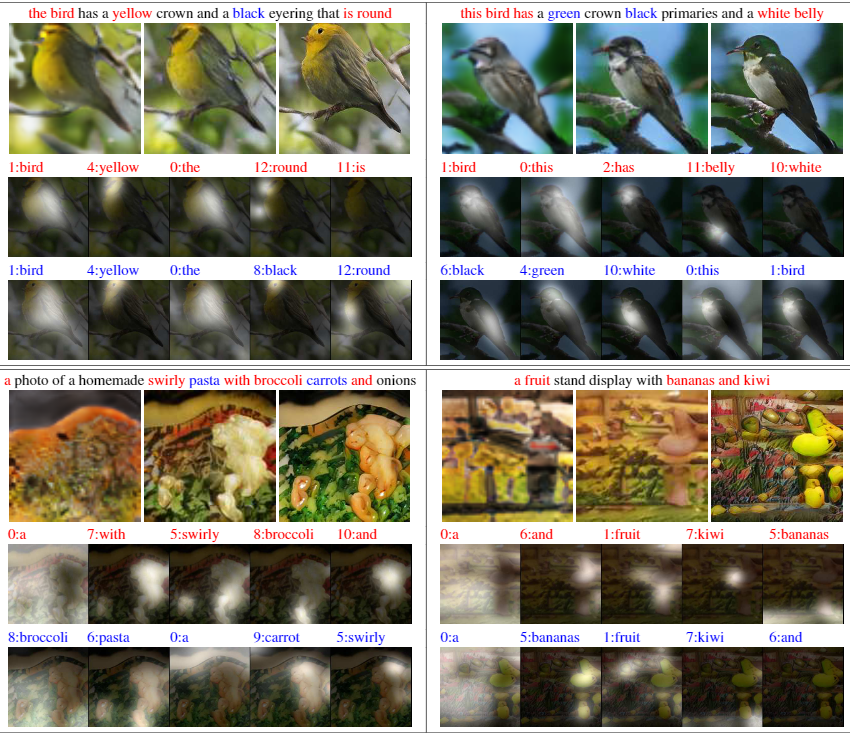 the bird has a yellow crown and a black eyering that is round
1:bird 4:yellow 0:the 12:round 11:is
1:bird 4:yellow 0:the 8:black 12:round
this bird has a green crown black primaries and a white belly
1:bird 0:this 2:has 11:belly 10:white
6:black 4:green 10:white 0:this 1:bird
a photo of a homemade swirly pasta with broccoli carrots and onions
0:a 7:with 5:swirly 8:broccoli 10:and
8:broccoli 6:pasta 0:a 9:carrot 5:swirly
a fruit stand display with bananas and kiwi
0:a 6:and 1:fruit 7:kiwi 5:bananas
0:a 5:bananas 1:fruit 7:kiwi 6:and